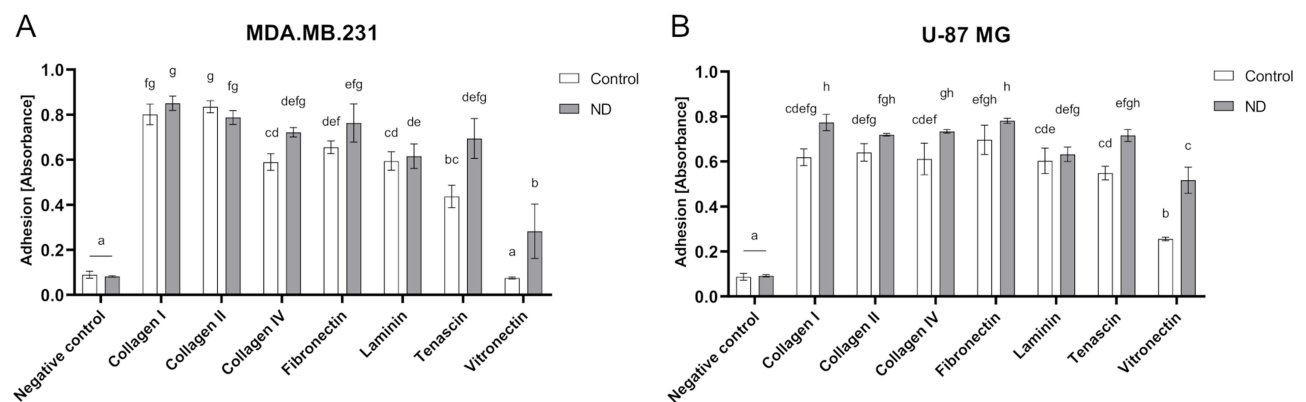 A
MDA.MB.231
Adhesion [Absorbance]
1.0
0.8
0.6
0.4
0.2
0.0
a
fg
g
g
fg
cd
defg
def
efg
cd
de
bc
defg
a
b
Negative control
Collagen I
Collagen II
Collagen IV
Fibronectin
Laminin
Tenascin
Vitronectin
Control
ND
B
U-87 MG
Adhesion [Absorbance]
1.0
0.8
0.6
0.4
0.2
0.0
a
cdefg
h
defg
fgh
cdef
gh
efgh
h
cde
defg
cd
efgh
b
c
Negative control
Collagen I
Collagen II
Collagen IV
Fibronectin
Laminin
Tenascin
Vitronectin
Control
ND